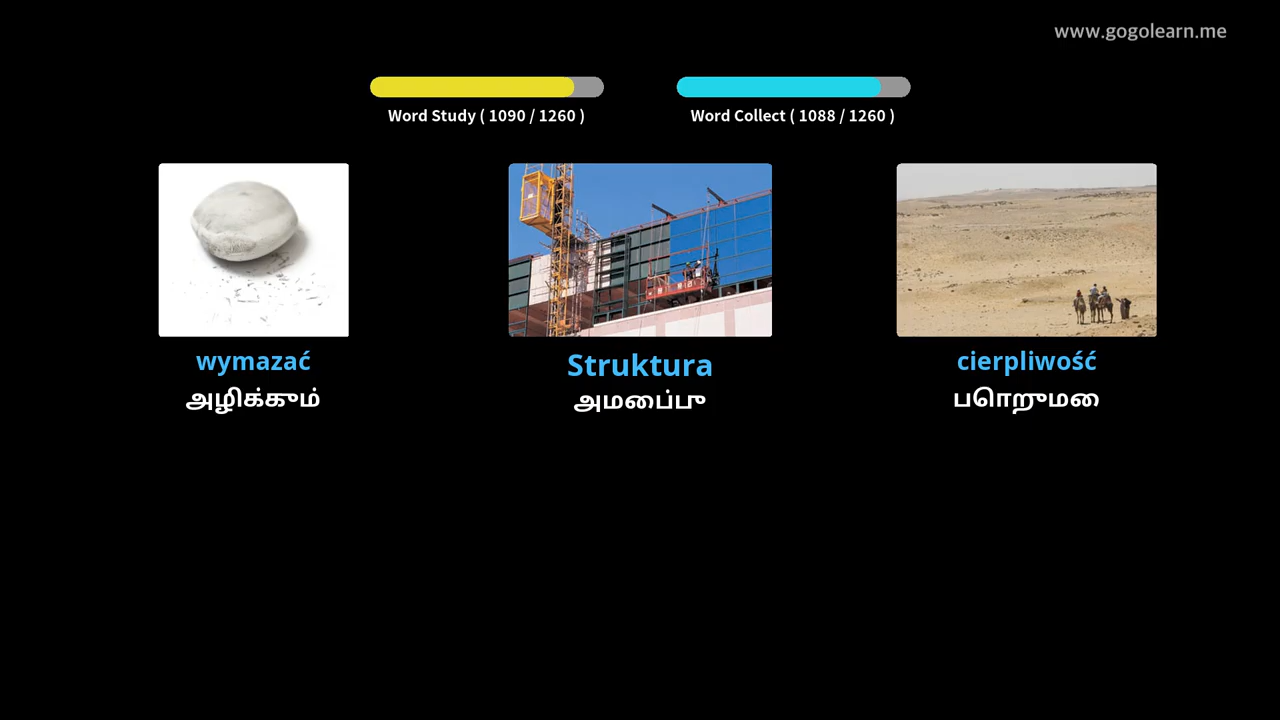 www.gogolearn.me
Word Study ( 1090 / 1260 )
Word Collect ( 1088 / 1260 )
wymazać
Struktura
cierpliwość
அழிக்கும்
அமைப்பு
பொறுமை